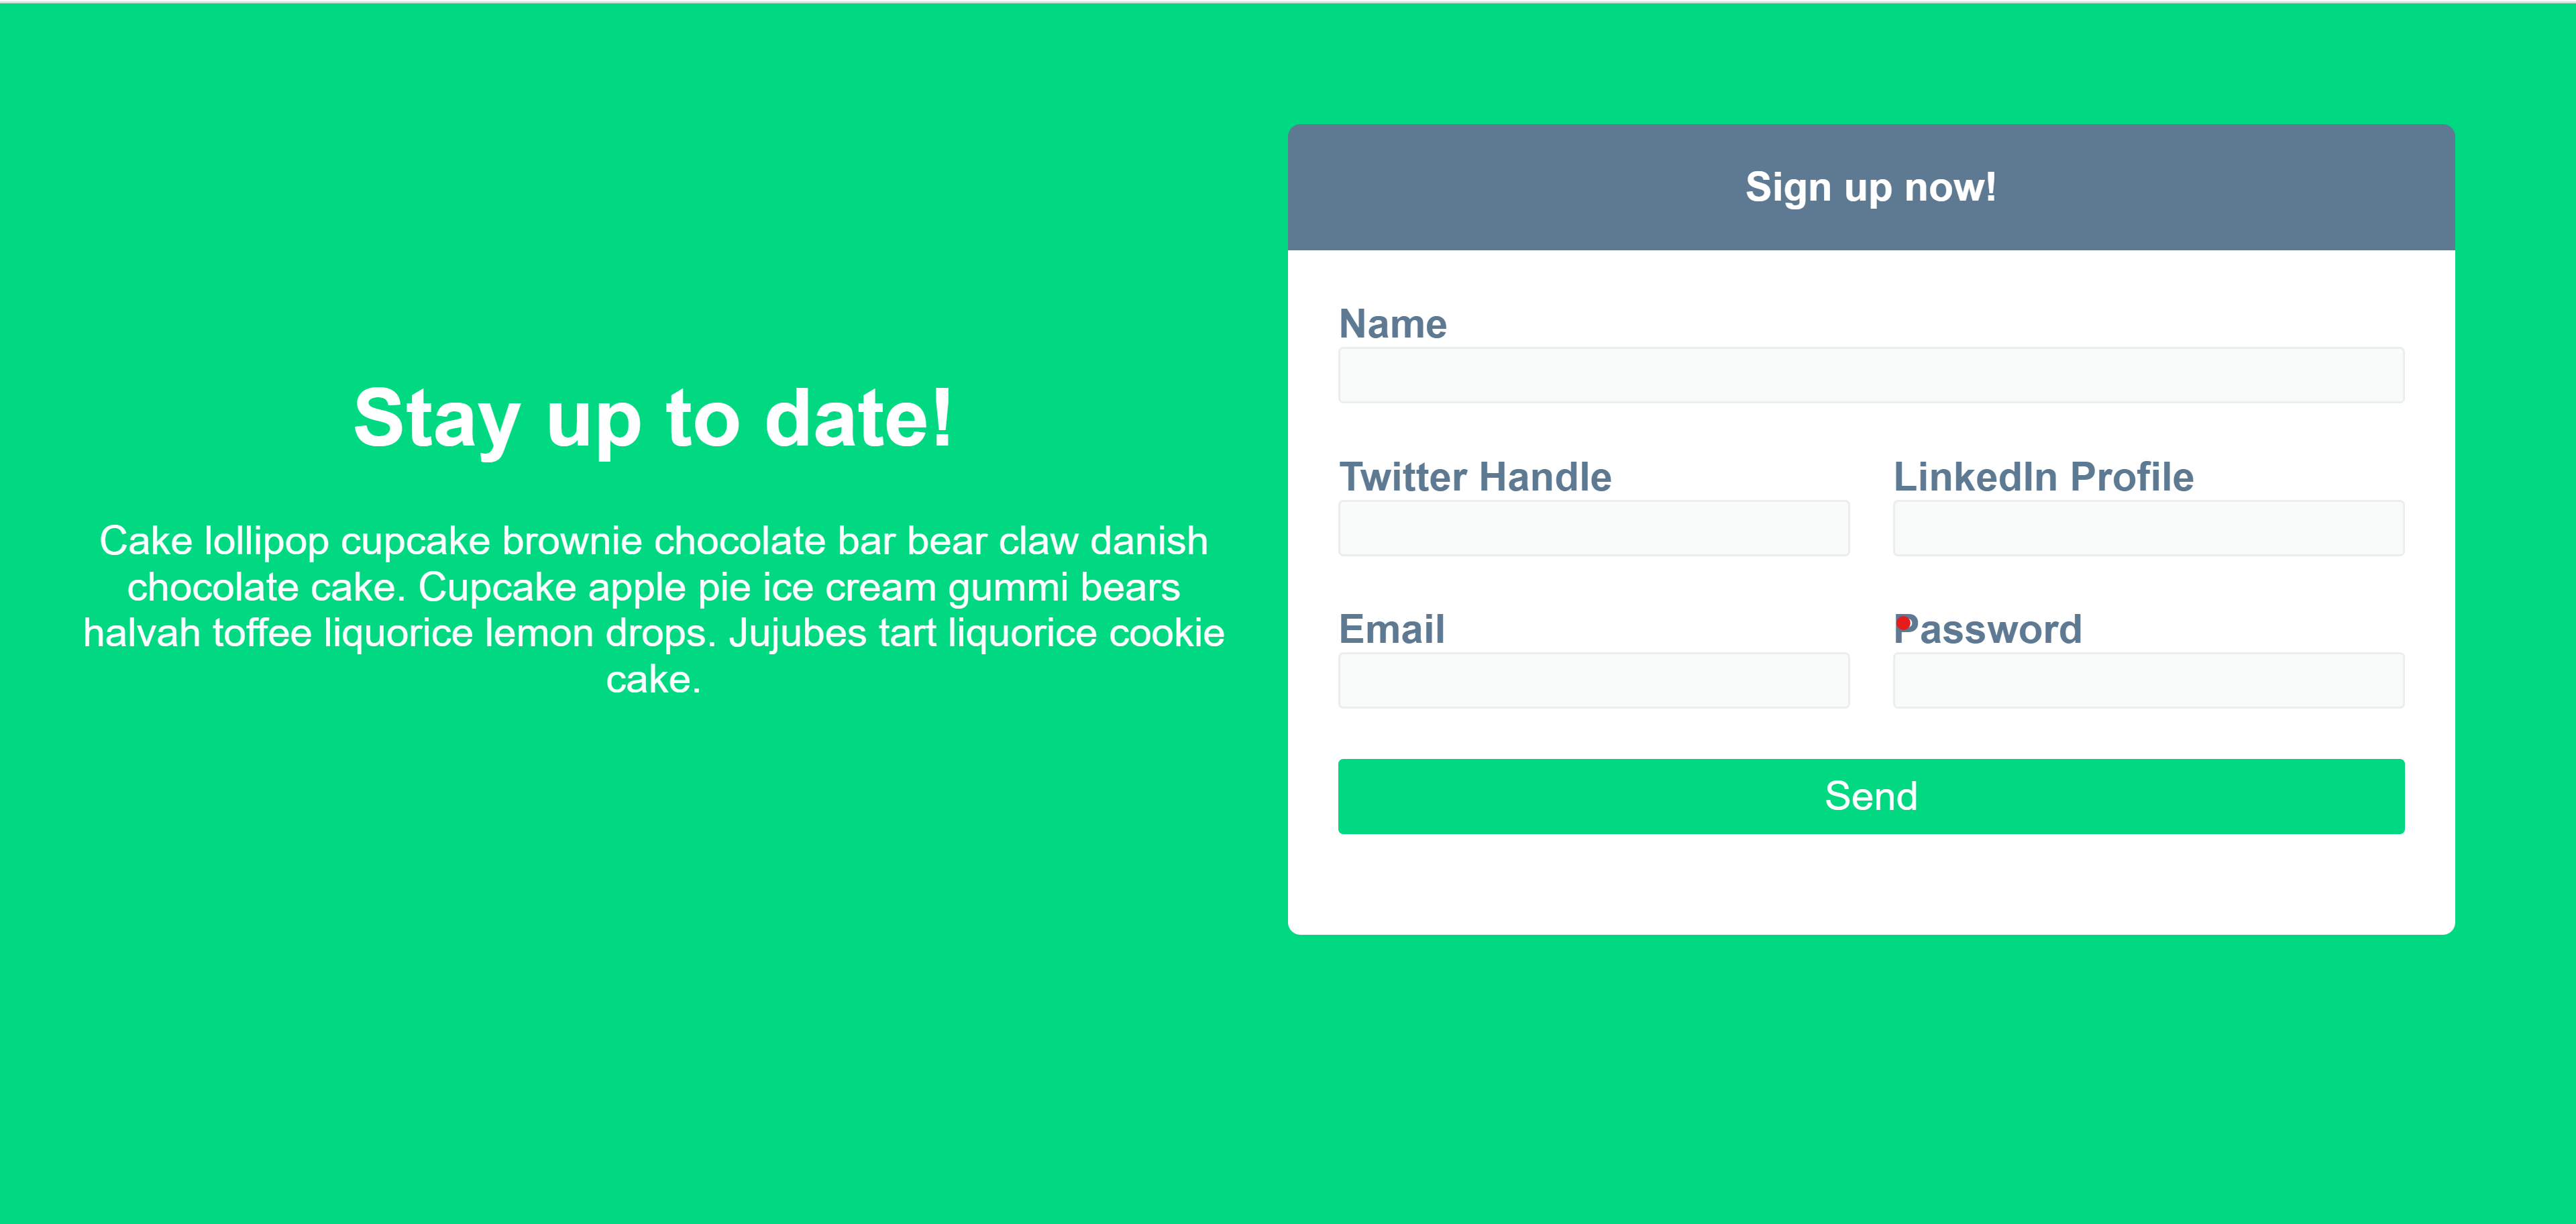 Stay up to date!
Cake lollipop cupcake brownie chocolate bar bear claw danish
chocolate cake. Cupcake apple pie ice cream gummi bears
halvah toffee liquorice lemon drops. Jujubes tart liquorice cookie
cake.
Sign up now!
Name
Twitter Handle
LinkedIn Profile
Email
Password
Send